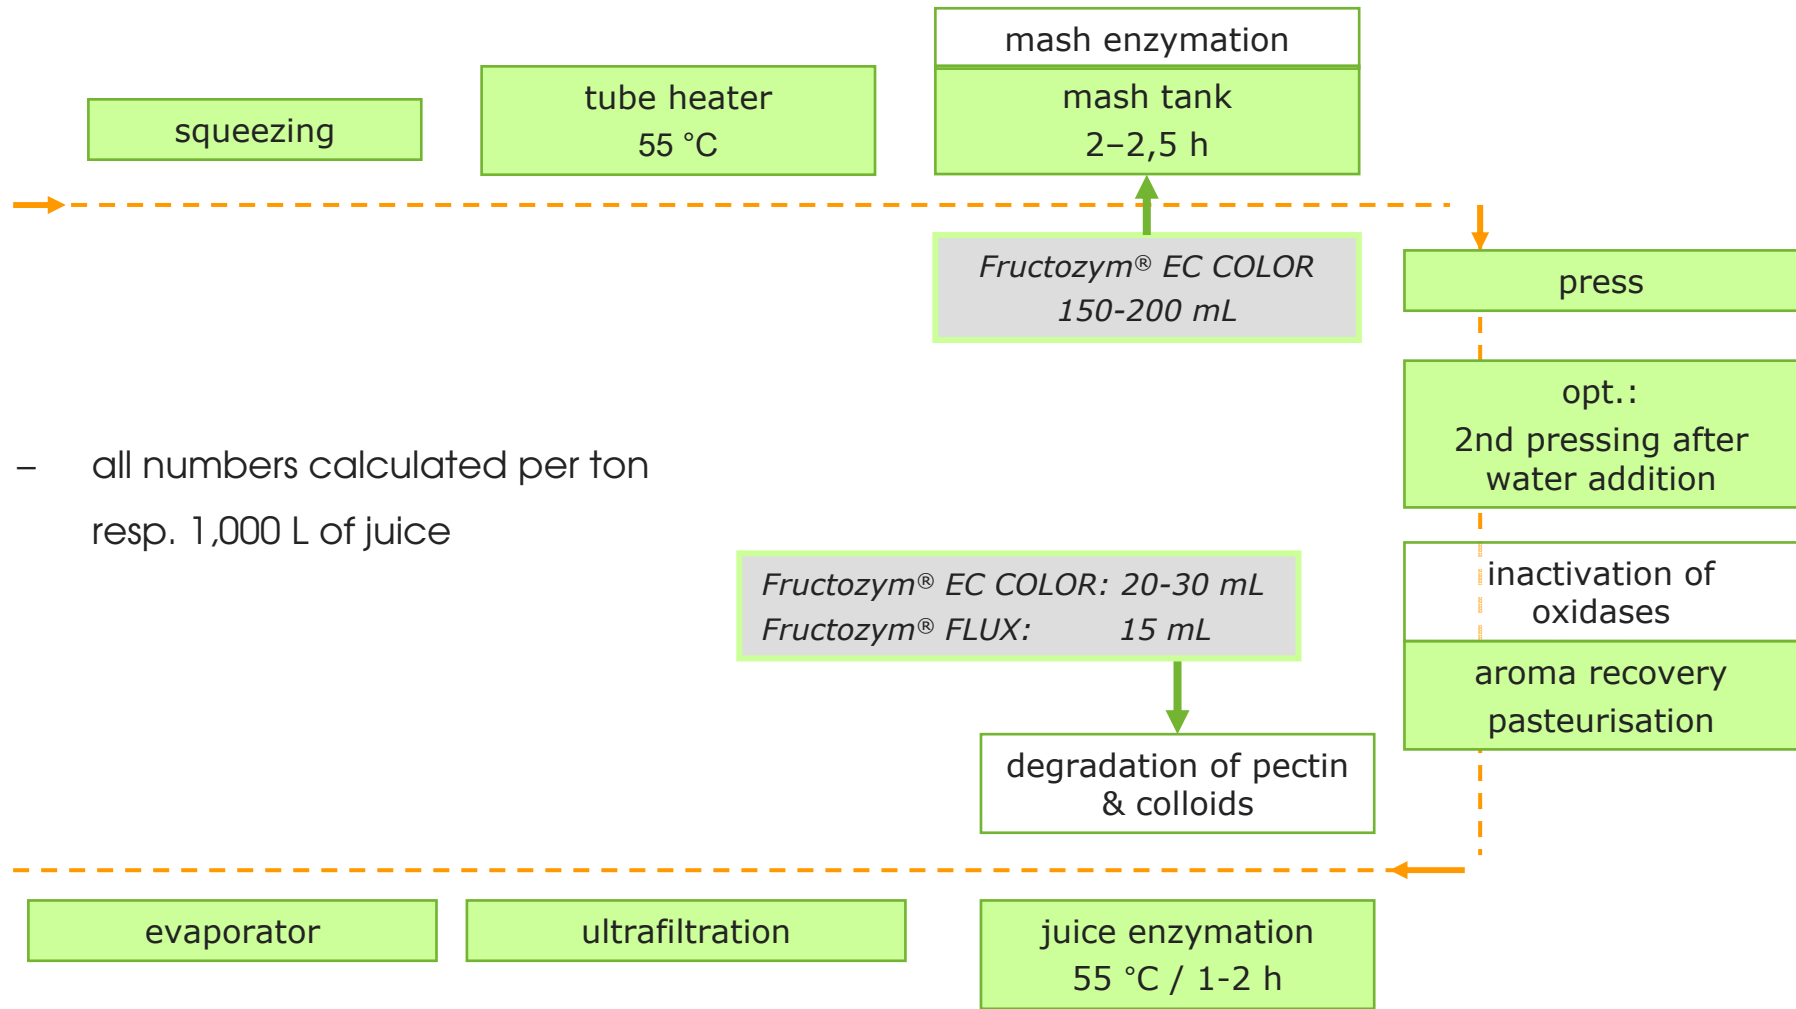 squeezing
tube heater
55 °C
mash enzymation
mash tank
2–2,5 h
Fructozym® EC COLOR
150-200 mL
press
opt.:
2nd pressing after
water addition
– all numbers calculated per ton
resp. 1,000 L of juice
inactivation of
oxidases
aroma recovery
pasteurisation
Fructozym® EC COLOR: 20-30 mL
Fructozym® FLUX: 15 mL
degradation of pectin
& colloids
evaporator
ultrafiltration
juice enzymation
55 °C / 1-2 h